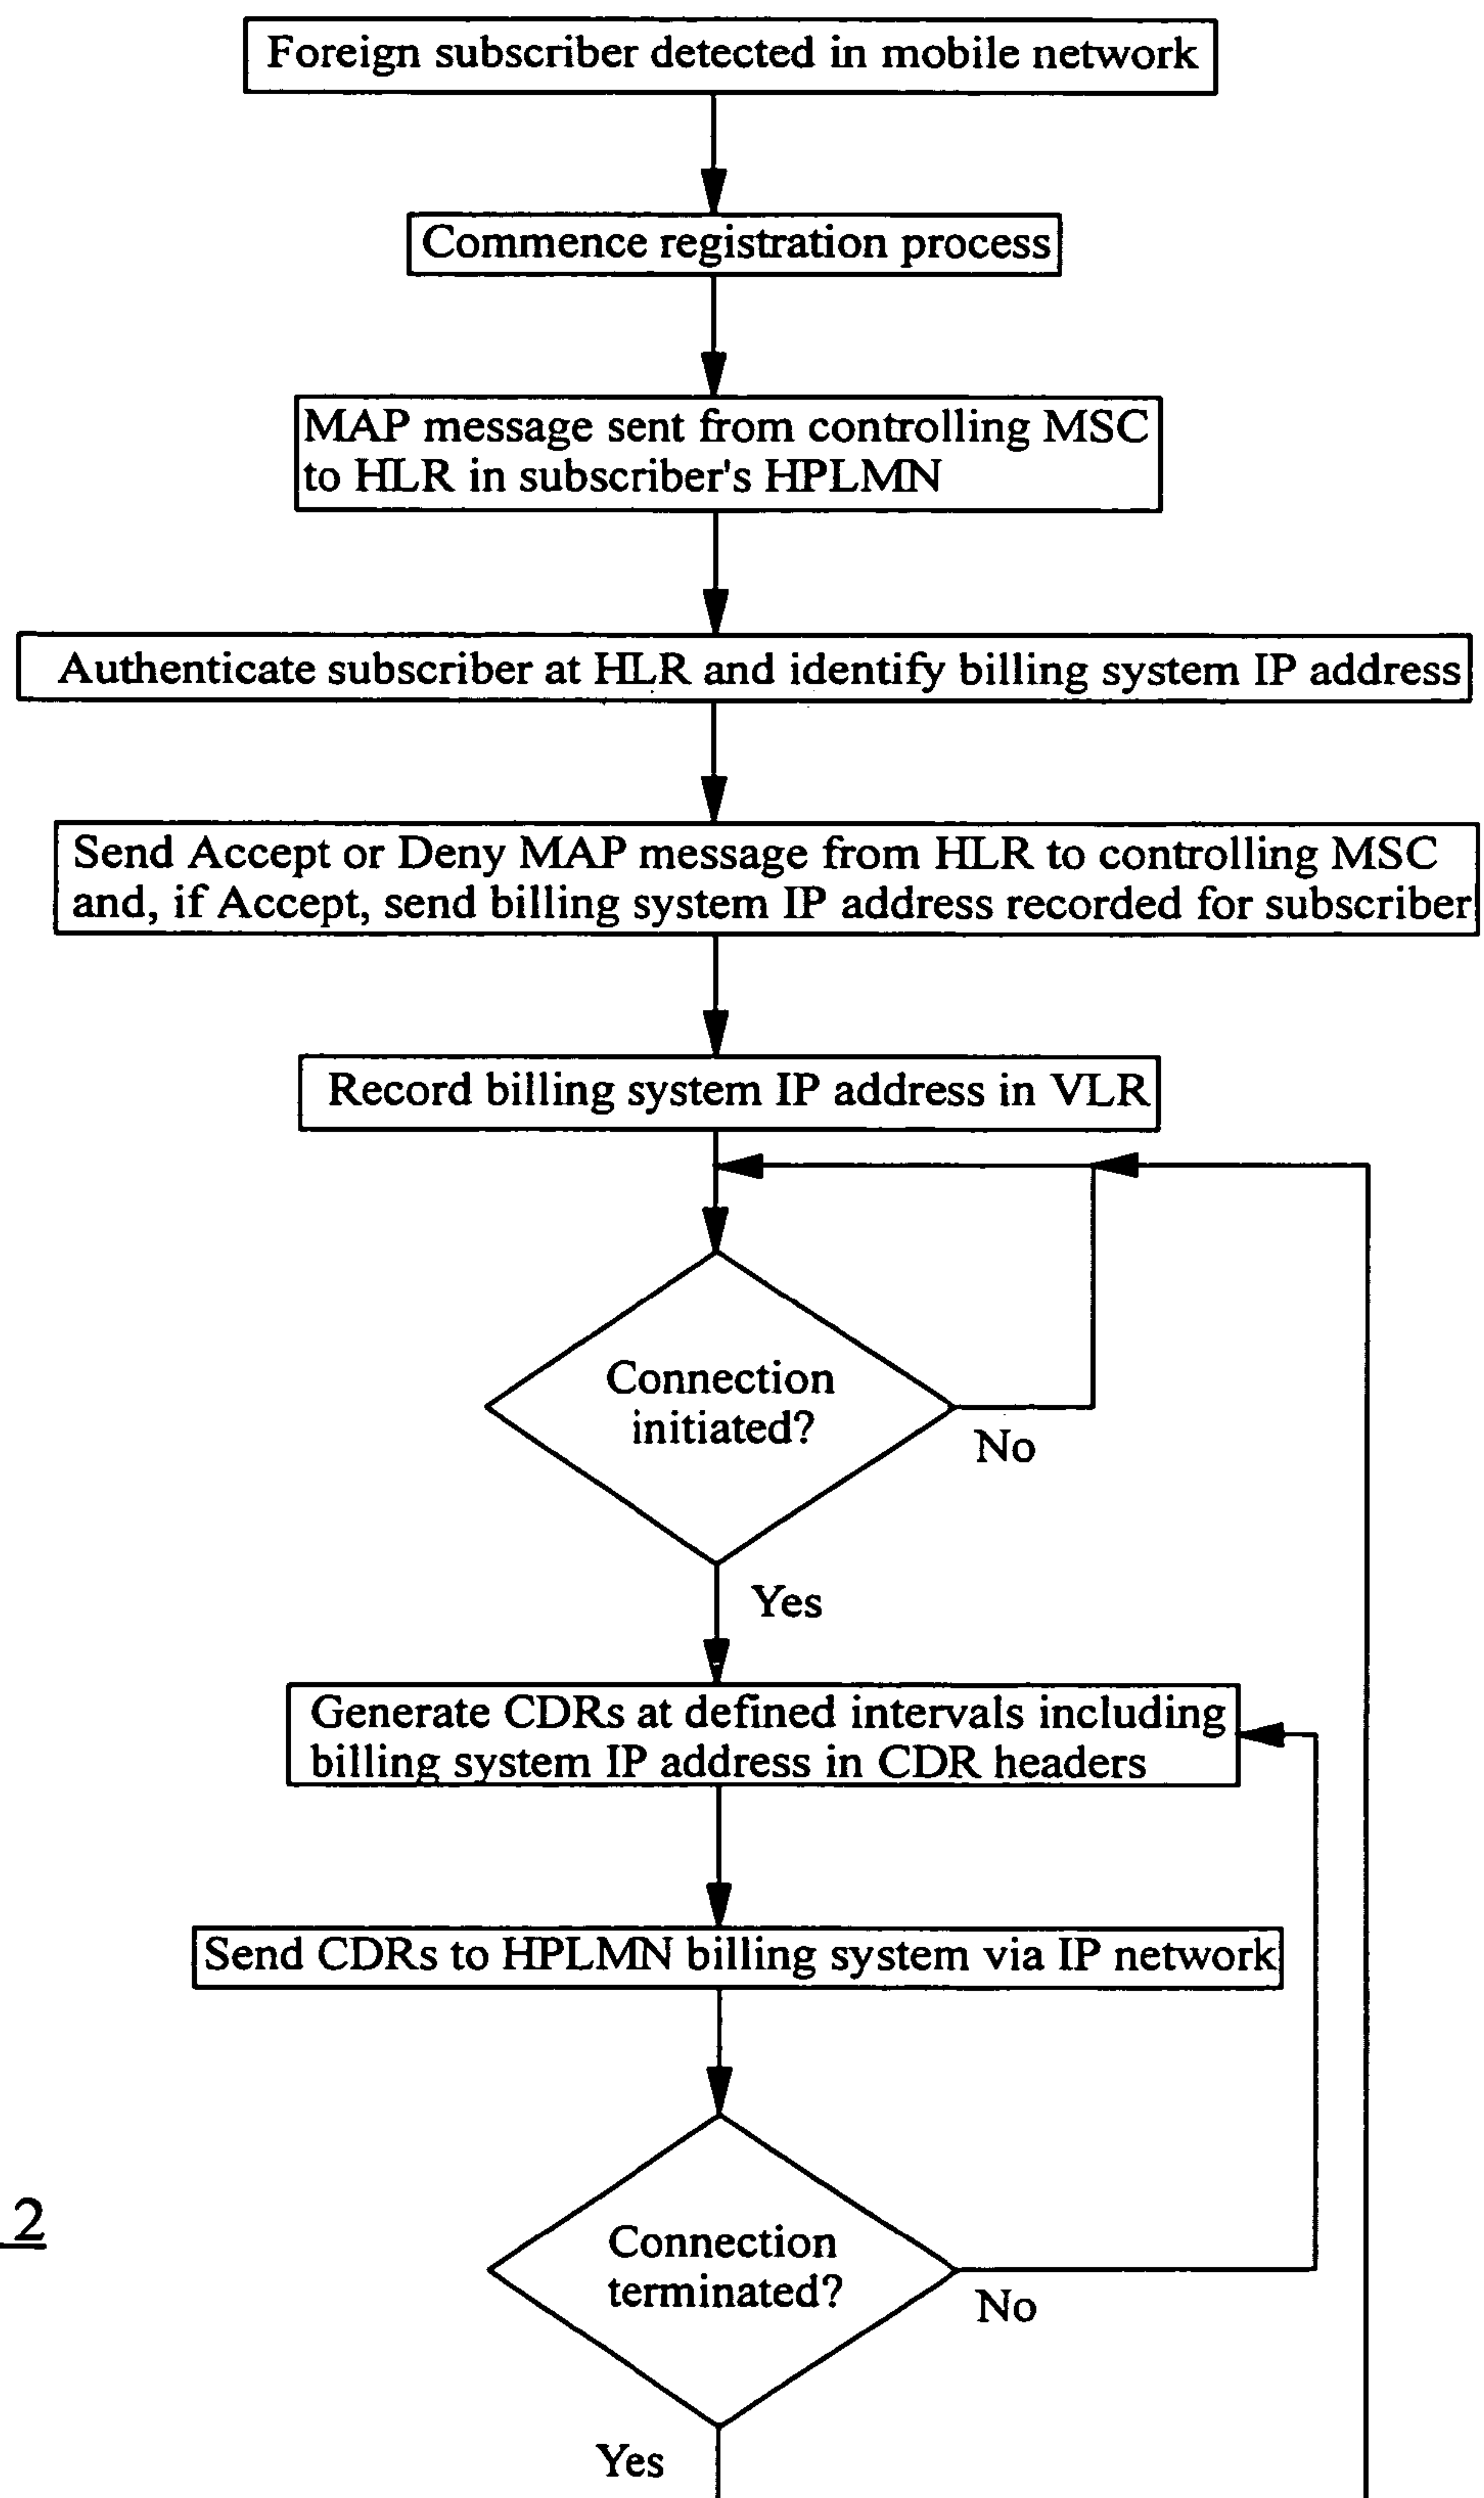 Foreign subscriber detected in mobile network
Commence registration process
MAP message sent from controlling MSC
to HLR in subscriber's HPLMN
Authenticate subscriber at HLR and identify billing system IP address
Send Accept or Deny MAP message from HLR to controlling MSC
and, if Accept, send billing system IP address recorded for subscriber
Record billing system IP address in VLR
Connection
initiated?
No
Yes
Generate CDRs at defined intervals including
billing system IP address in CDR headers
Send CDRs to HPLMN billing system via IP network
2
Connection
terminated?
No
Yes